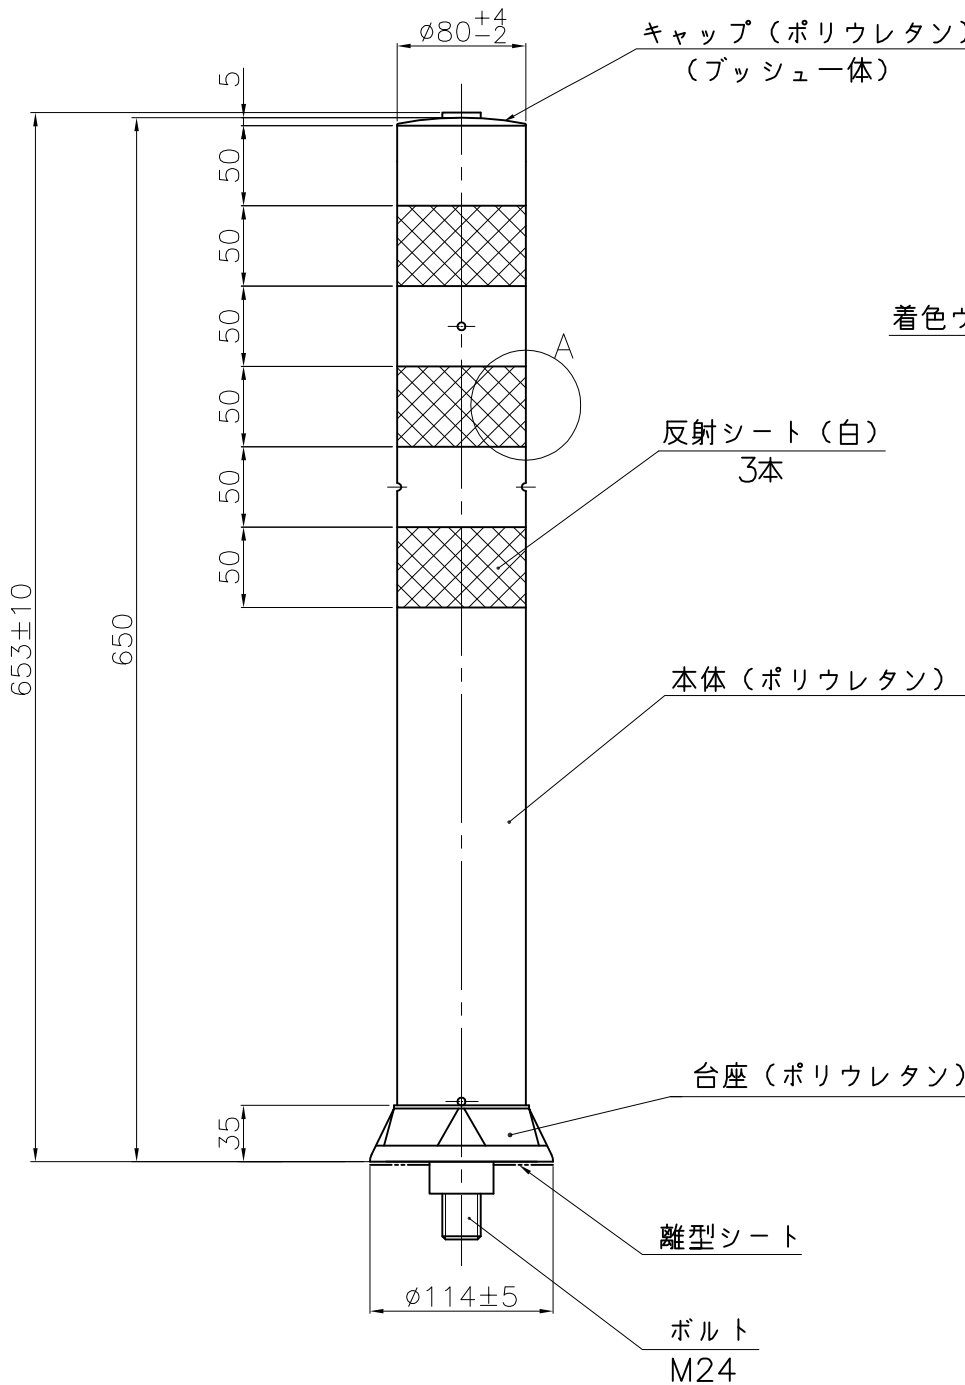 φ80+4-2
キャップ（ポリウレタン）
（ブッシュ一体）
5
50
50
50
A
着色ウ
50
反射シート（白）
3本
50
50
653±10
650
本体（ポリウレタン）
台座（ポリウレタン）
35
離型シート
φ114±5
ボルト
M24